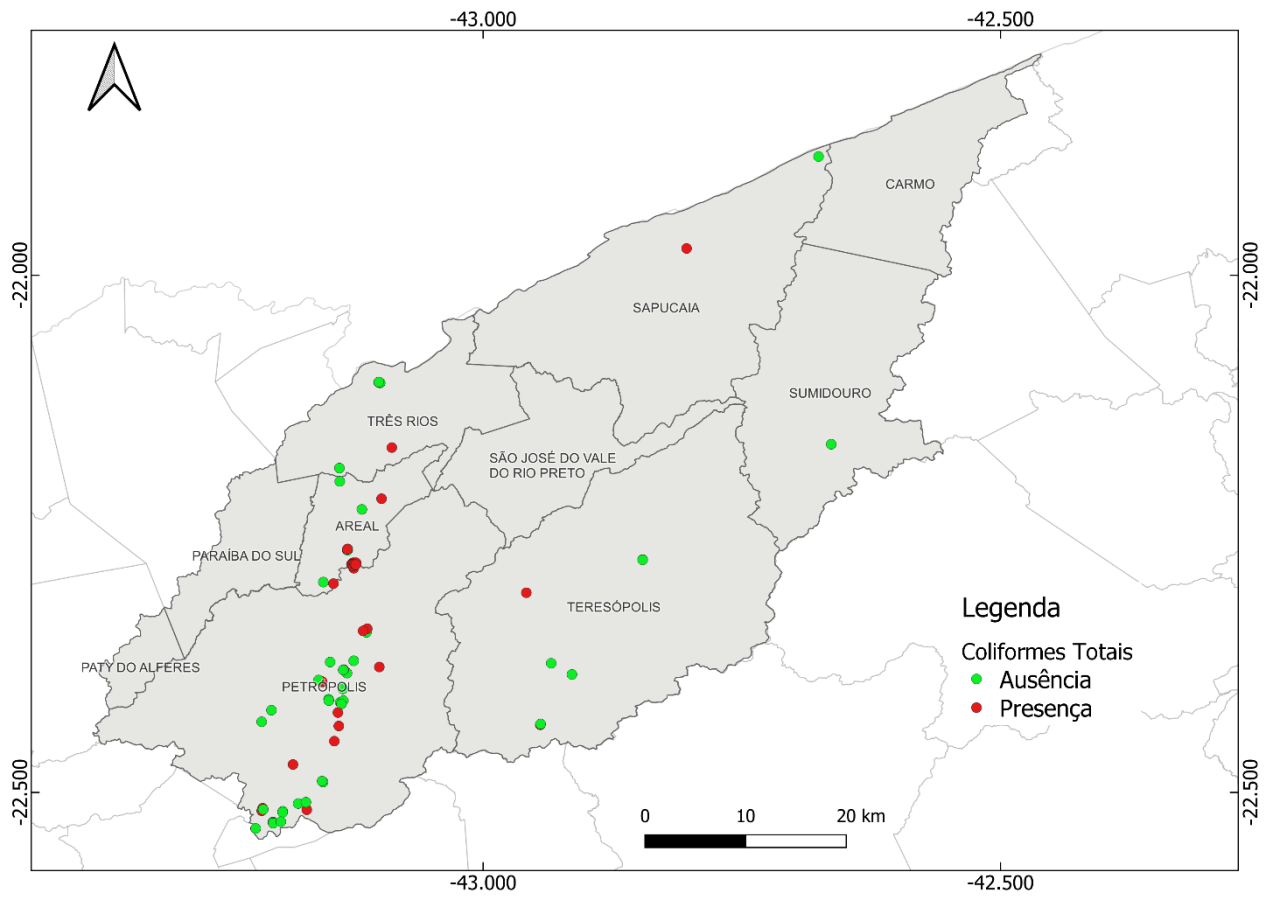 -43.000
-42.500
-22.000
-22.000
CARMO
SAPUCAIA
SUMIDOURO
TRÊS RIOS
SÃO JOSÉ DO VALE
DO RIO PRETO
AREAL
PARAÍBA DO SUL
TERESÓPOLIS
PATY DO ALFERES
PETRÓPOLIS
Legenda
Coliformes Totais
Ausência
Presença
-22.500
-22.500
0 10 20 km
-43.000
-42.500